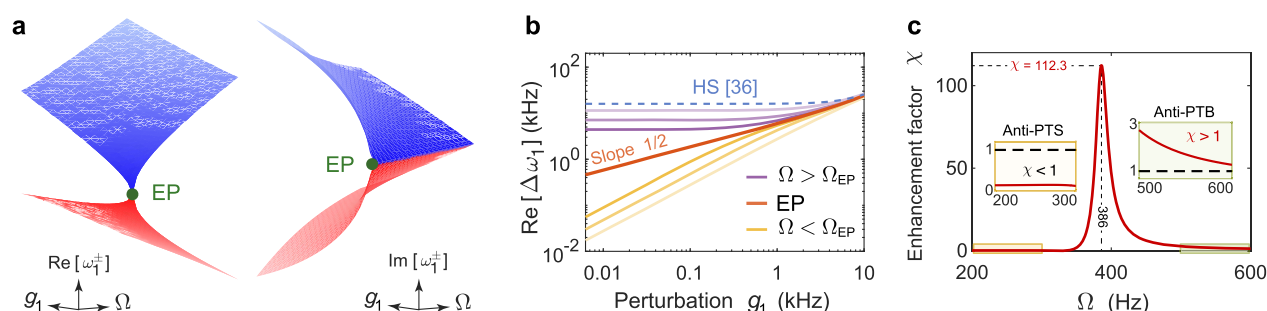 a
EP
EP
Re [ω₁±]
g₁
Ω
Im [ω₁±]
g₁
Ω
b
Re [Δω₁] (kHz)
10²
10⁰
10⁻²
0.01
0.1
1
10
Perturbation g₁ (kHz)
HS [36]
Slope 1/2
Ω > Ω_EP
EP
Ω < Ω_EP
c
Enhancement factor χ
100
50
0
200
400
600
Ω (Hz)
χ = 112.3
386
Anti-PTS
1
0
χ < 1
200
300
Anti-PTB
3
1
χ > 1
500
600